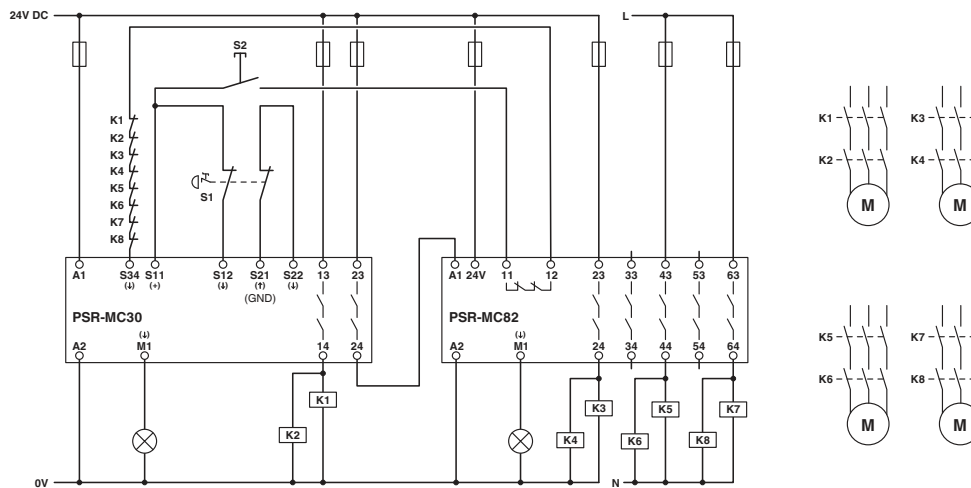 24V DC
L
S2
K1
K2
K3
K4
K5
K6
K7
K8
S1
K1
K2
M
K3
K4
M
A1
S34
(↓)
S11
(+)
S12
(↓)
S21
(↑)
(GND)
S22
(↓)
13
23
PSR-MC30
A2
(↓)
M1
14
24
A1
24V
11
12
23
33
43
53
63
PSR-MC82
A2
(↓)
M1
24
34
44
54
64
K1
K2
K3
K4
K5
K6
K7
K8
K5
K6
M
K7
K8
M
0V
N